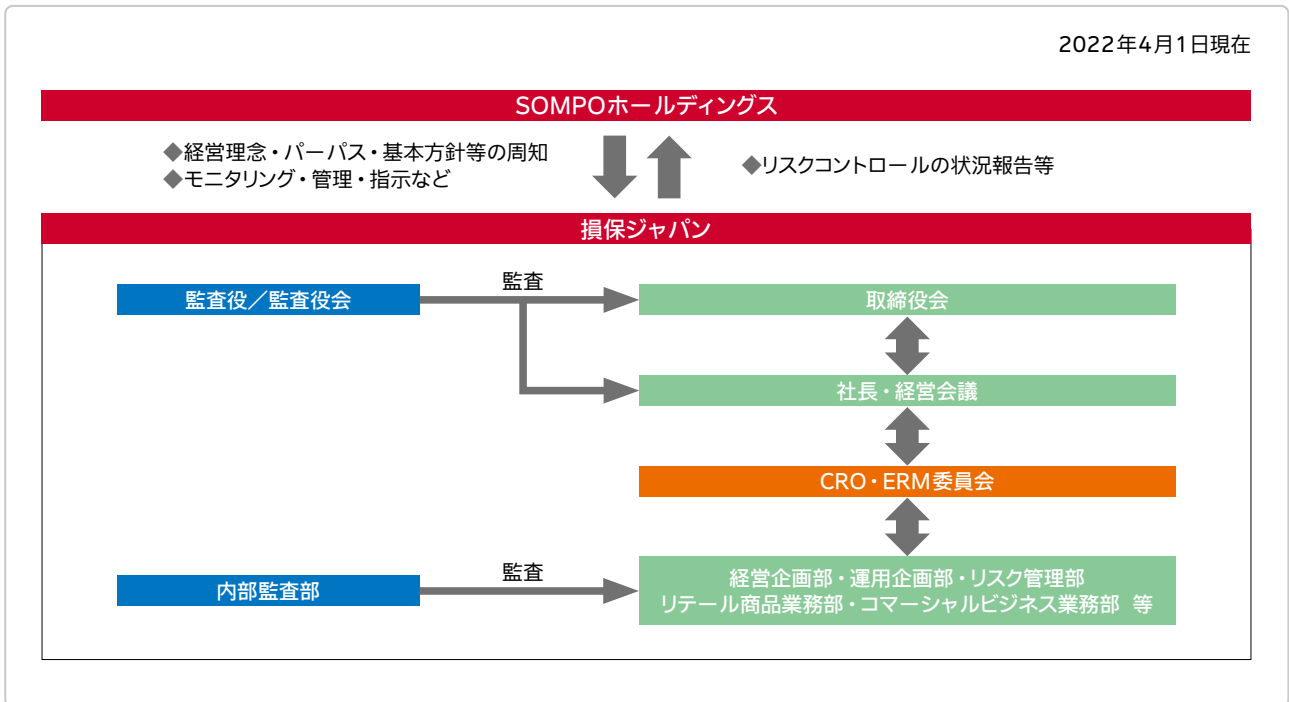 2022年4月1日現在
SOMPOホールディングス
◆経営理念・パーパス・基本方針等の周知
◆モニタリング・管理・指示など
◆リスクコントロールの状況報告等
損保ジャパン
監査役／監査役会
監査
取締役会
社長・経営会議
CRO・ERM委員会
内部監査部
監査
経営企画部・運用企画部・リスク管理部
リテール商品業務部・コマーシャルビジネス業務部 等